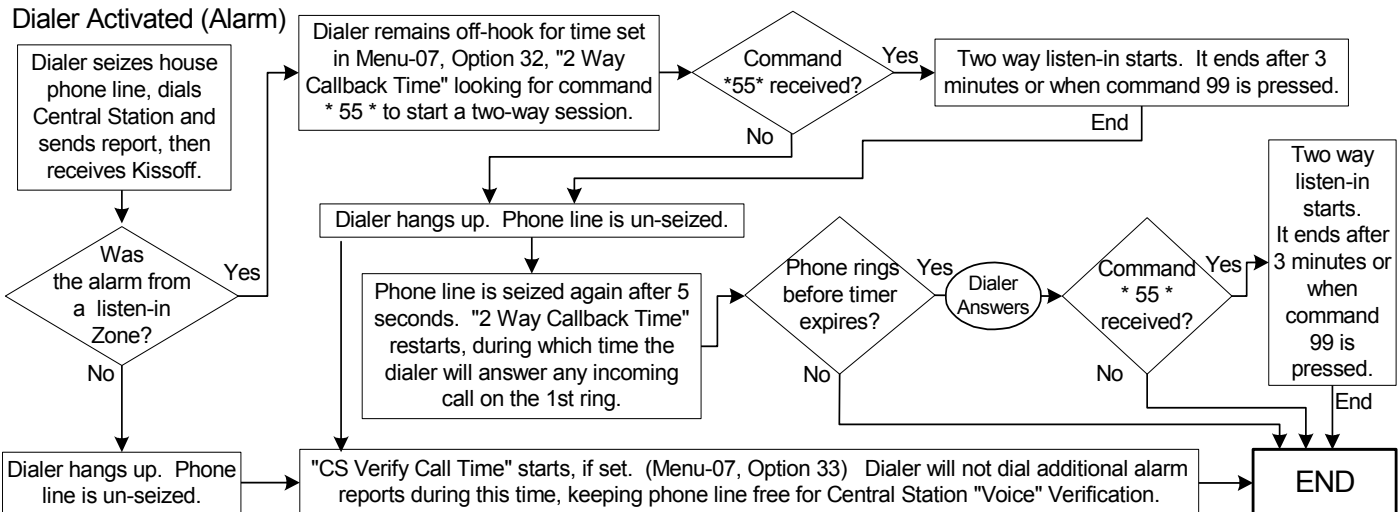 Dialer Activated (Alarm)
Dialer seizes house
phone line, dials
Central Station and
sends report, then
receives Kissoff.
Was
the alarm from
a listen-in
Zone?
Yes
No
Dialer remains off-hook for time set
in Menu-07, Option 32, "2 Way
Callback Time" looking for command
* 55 * to start a two-way session.
Command
*55* received?
Yes
No
Two way listen-in starts. It ends after 3
minutes or when command 99 is pressed.
End
Dialer hangs up. Phone line is un-seized.
Phone line is seized again after 5
seconds. "2 Way Callback Time"
restarts, during which time the
dialer will answer any incoming
call on the 1st ring.
Phone rings
before timer
expires?
Yes
No
Dialer
Answers
Command
* 55 *
received?
Yes
No
Two way
listen-in
starts.
It ends after
3 minutes or
when
command
99 is
pressed.
End
Dialer hangs up. Phone
line is un-seized.
"CS Verify Call Time" starts, if set. (Menu-07, Option 33) Dialer will not dial additional alarm
reports during this time, keeping phone line free for Central Station "Voice" Verification.
END